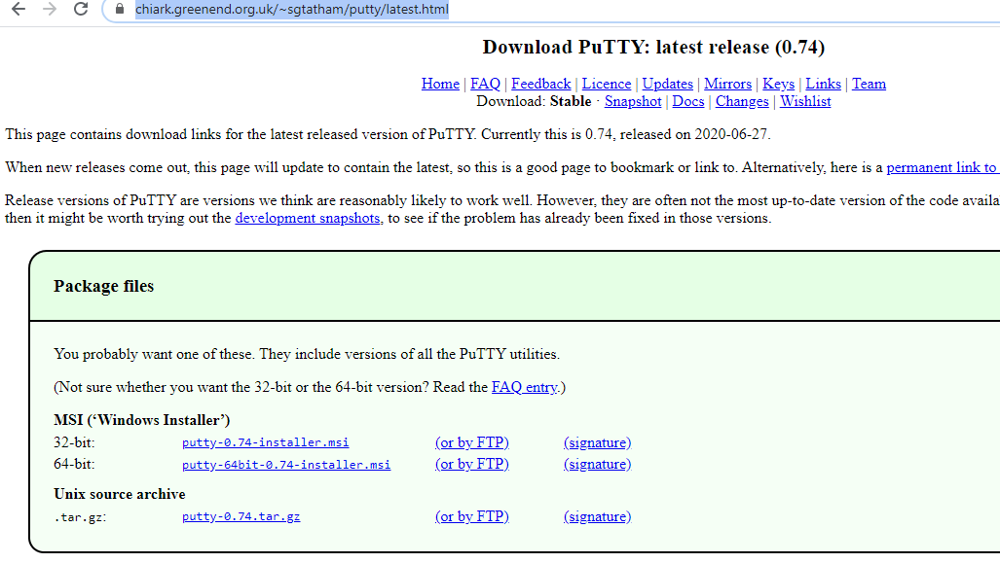 chiark.greenend.org.uk/~sgtatham/putty/latest.html
Download PuTTY: latest release (0.74)
Home | FAQ | Feedback | Licence | Updates | Mirrors | Keys | Links | Team
Download: Stable · Snapshot | Docs | Changes | Wishlist
This page contains download links for the latest released version of PuTTY. Currently this is 0.74, released on 2020-06-27.
When new releases come out, this page will update to contain the latest, so this is a good page to bookmark or link to. Alternatively, here is a permanent link to
Release versions of PuTTY are versions we think are reasonably likely to work well. However, they are often not the most up-to-date version of the code availa
then it might be worth trying out the development snapshots, to see if the problem has already been fixed in those versions.
Package files
You probably want one of these. They include versions of all the PuTTY utilities.
(Not sure whether you want the 32-bit or the 64-bit version? Read the FAQ entry.)
MSI (‘Windows Installer’)
32-bit: putty-0.74-installer.msi (or by FTP) (signature)
64-bit: putty-64bit-0.74-installer.msi (or by FTP) (signature)
Unix source archive
.tar.gz: putty-0.74.tar.gz (or by FTP) (signature)